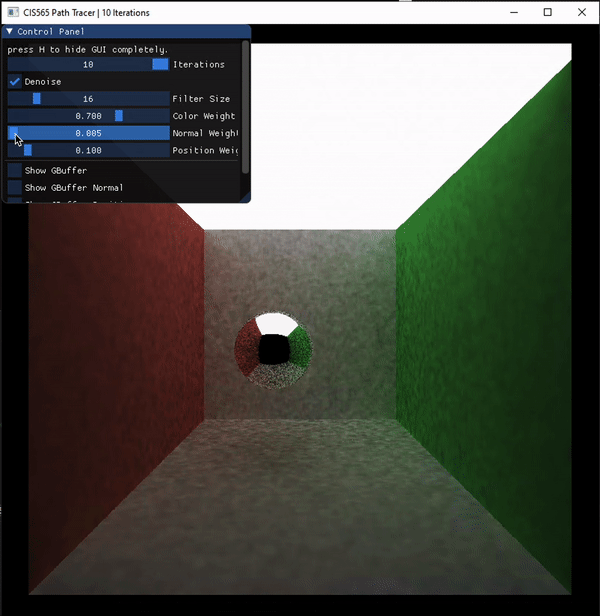 CIS565 Path Tracer | 10 Iterations
Control Panel
press H to hide GUI completely.
10 Iterations
Denoise
16 Filter Size
0.700 Color Weight
0.005 Normal Weight
0.100 Position Weig
Show GBuffer
Show GBuffer Normal